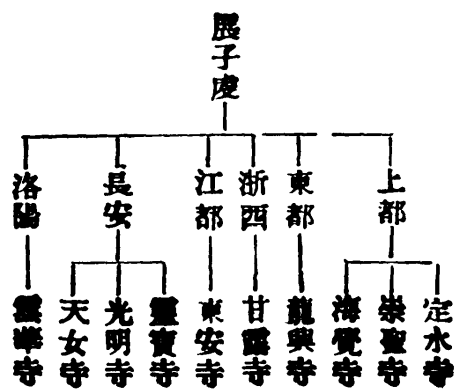 展子虔
上都
東都
浙西
江都
長安
洛陽
定水寺
崇聖寺
海覺寺
龍興寺
甘露寺
東安寺
靈寶寺
光明寺
天女寺
雲華寺